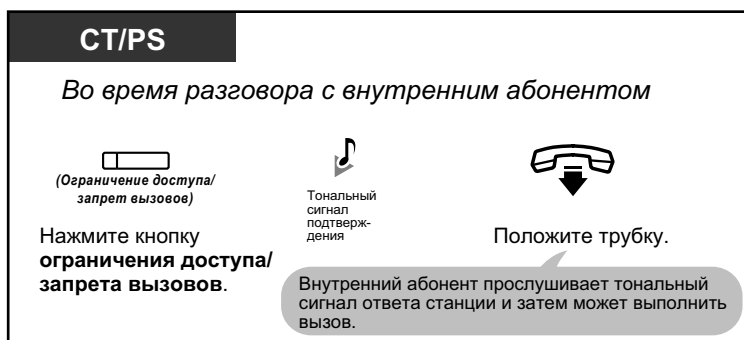 CT/PS
Во время разговора с внутренним абонентом
(Ограничение доступа/
запрет вызовов)
Нажмите кнопку
ограничения доступа/
запрета вызовов.
Тональный
сигнал
подтверж-
дения
Положите трубку.
Внутренний абонент прослушивает тональный
сигнал ответа станции и затем может выполнить
вызов.